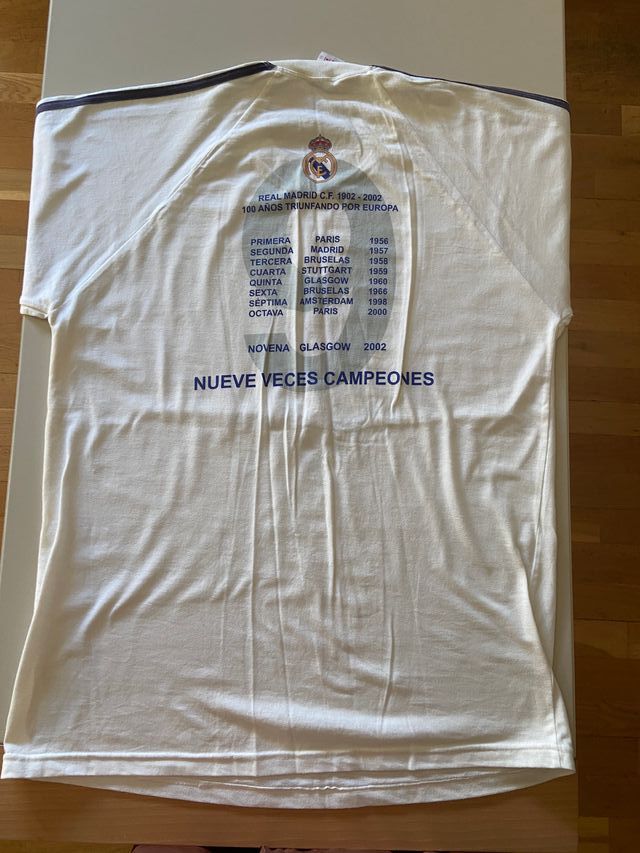 REAL MADRID C.F. 1902 - 2002
100 AÑOS TRIUNFANDO POR EUROPA
PRIMERA PARIS 1956
SEGUNDA MADRID 1957
TERCERA BRUSELAS 1958
CUARTA STUTTGART 1959
QUINTA GLASGOW 1960
SEXTA BRUSELAS 1966
SÉPTIMA AMSTERDAM 1998
OCTAVA PARIS 2000
NOVENA GLASGOW 2002
NUEVE VECES CAMPEONES
9